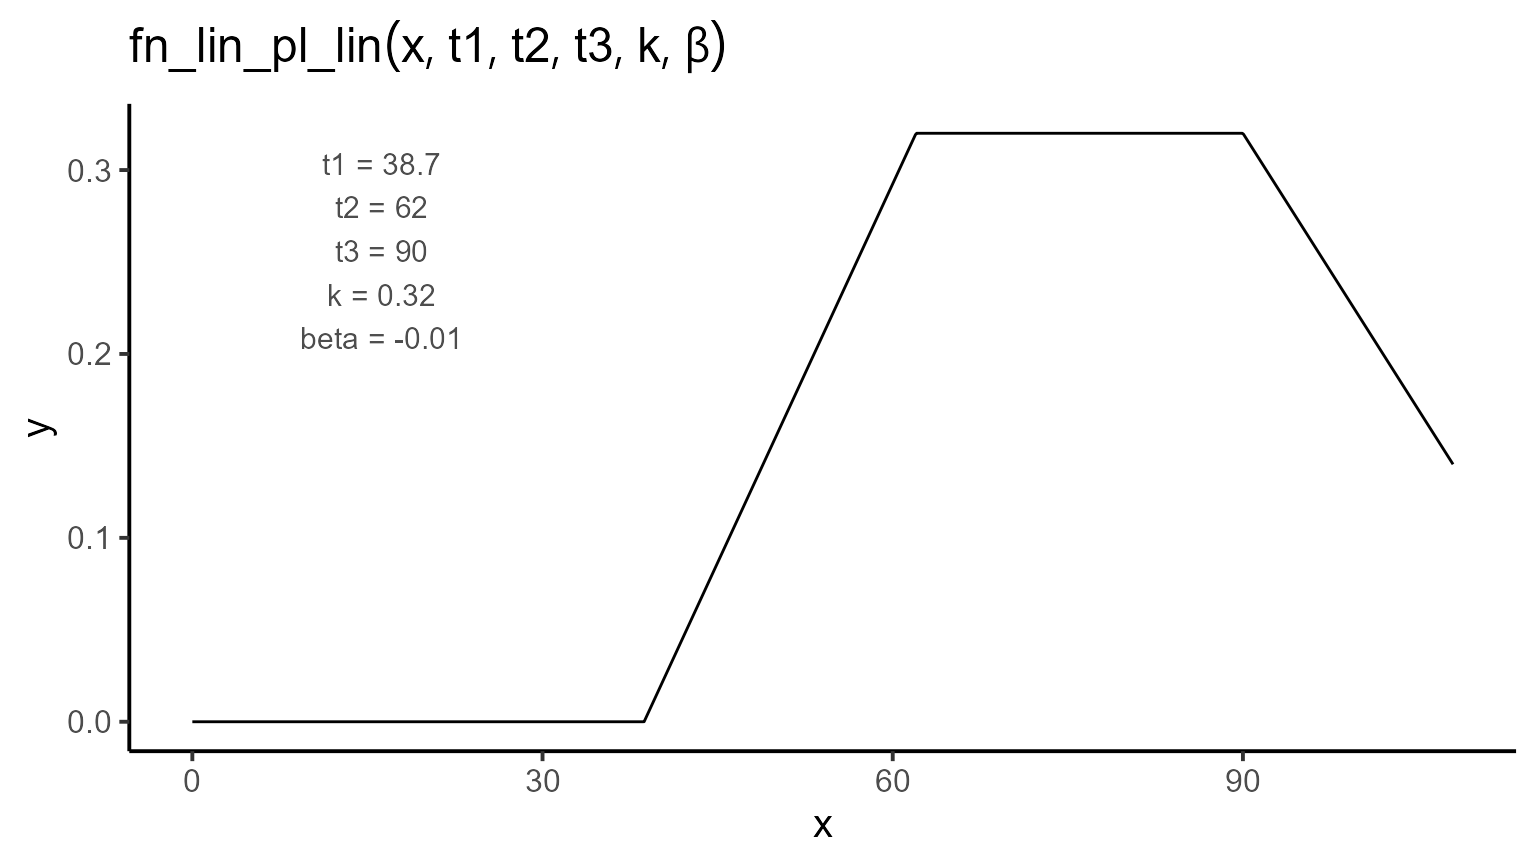 fn_lin_pl_lin(x, t1, t2, t3, k, β)
t1 = 38.7
t2 = 62
t3 = 90
k = 0.32
beta = -0.01
0.3
0.2
0.1
0.0
y
0 30 60 90
x